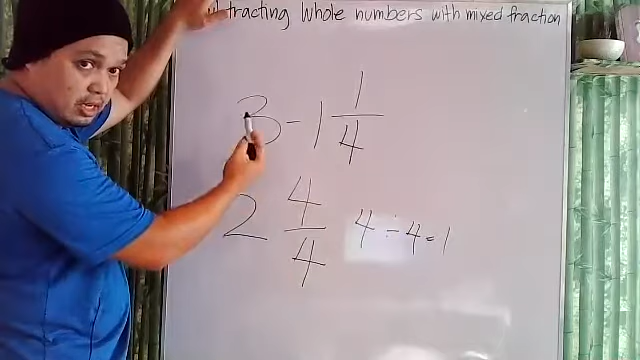 tracting whole numbers with mixed fraction
3 - 1 1/4
2 4/4 4 ÷ 4 = 1